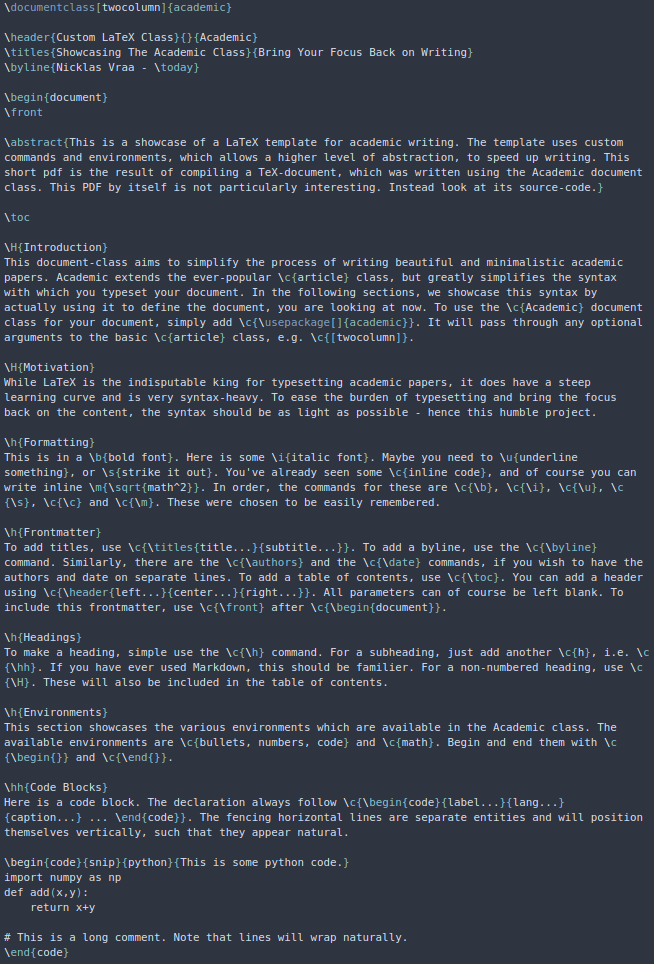 \documentclass[twocolumn]{academic}

\header{Custom LaTeX Class}{}{Academic}
\titles{Showcasing The Academic Class}{Bring Your Focus Back on Writing}
\byline{Nicklas Vraa - \today}

\begin{document}
\front

\abstract{This is a showcase of a LaTeX template for academic writing. The template uses custom
commands and environments, which allows a higher level of abstraction, to speed up writing. This
short pdf is the result of compiling a TeX-document, which was written using the Academic document
class. This PDF by itself is not particularly interesting. Instead look at its source-code.}

\toc

\H{Introduction}
This document-class aims to simplify the process of writing beautiful and minimalistic academic
papers. Academic extends the ever-popular \c{article} class, but greatly simplifies the syntax
with which you typeset your document. In the following sections, we showcase this syntax by
actually using it to define the document, you are looking at now. To use the \c{Academic} document
class for your document, simply add \c{\usepackage[]{academic}}. It will pass through any optional
arguments to the basic \c{article} class, e.g. \c{[twocolumn]}.

\H{Motivation}
While LaTeX is the indisputable king for typesetting academic papers, it does have a steep
learning curve and is very syntax-heavy. To ease the burden of typesetting and bring the focus
back on the content, the syntax should be as light as possible - hence this humble project.

\h{Formatting}
This is in a \b{bold font}. Here is some \i{italic font}. Maybe you need to \u{underline
something}, or \s{strike it out}. You've already seen some \c{inline code}, and of course you can
write inline \m{\sqrt{math^2}}. In order, the commands for these are \c{\b}, \c{\i}, \c{\u}, \c
{\s}, \c{\c} and \c{\m}. These were chosen to be easily remembered.

\h{Frontmatter}
To add titles, use \c{\titles{title...}{subtitle...}}. To add a byline, use the \c{\byline}
command. Similarly, there are the \c{\authors} and the \c{\date} commands, if you wish to have the
authors and date on separate lines. To add a table of contents, use \c{\toc}. You can add a header
using \c{\header{left...}{center...}{right...}}. All parameters can of course be left blank. To
include this frontmatter, use \c{\front} after \c{\begin{document}}.

\h{Headings}
To make a heading, simple use the \c{\h} command. For a subheading, just add another \c{h}, i.e. \c
{\hh}. If you have ever used Markdown, this should be familier. For a non-numbered heading, use \c
{\H}. These will also be included in the table of contents.

\h{Environments}
This section showcases the various environments which are available in the Academic class. The
available environments are \c{bullets, numbers, code} and \c{math}. Begin and end them with \c
{\begin{}} and \c{\end{}}.

\hh{Code Blocks}
Here is a code block. The declaration always follow \c{\begin{code}{label...}{lang...}
{caption...} ... \end{code}}. The fencing horizontal lines are separate entities and will position
themselves vertically, such that they appear natural.

\begin{code}{snip}{python}{This is some python code.}
import numpy as np
def add(x,y):
    return x+y

# This is a long comment. Note that lines will wrap naturally.
\end{code}